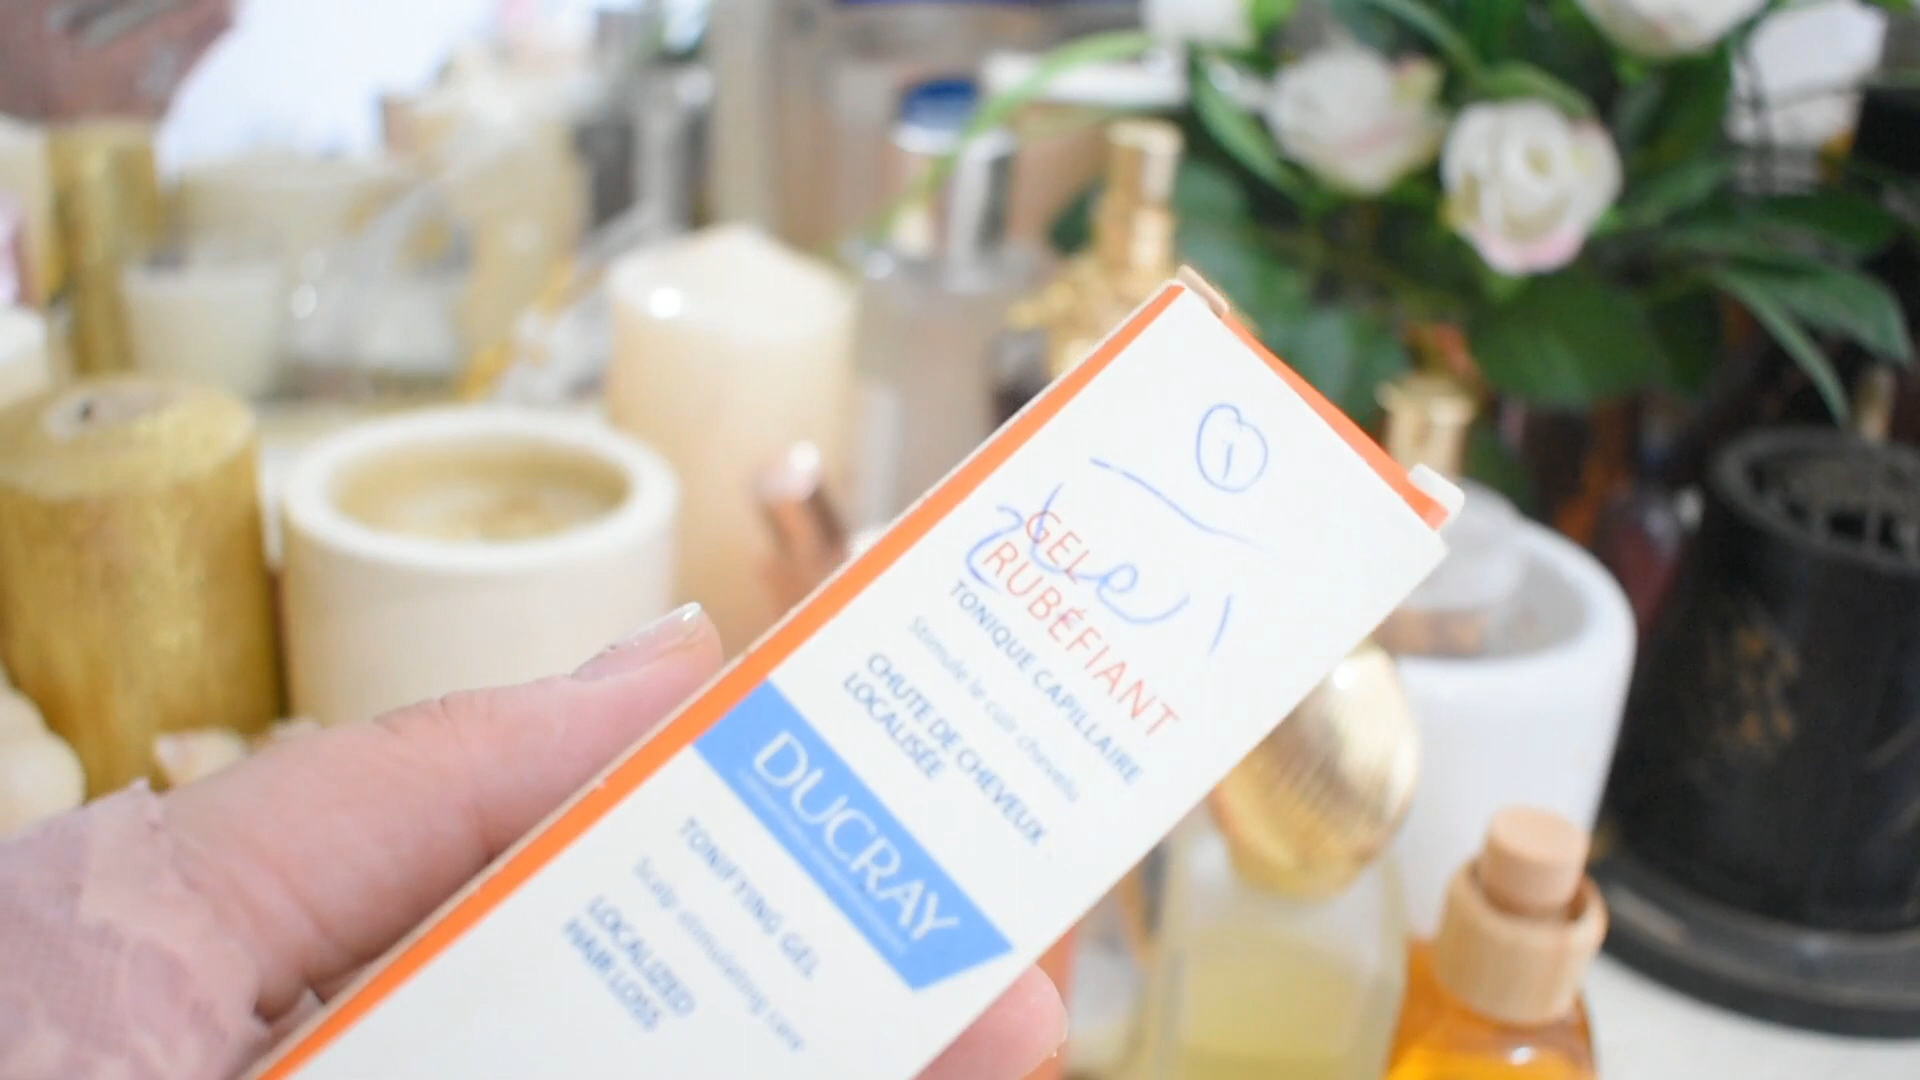 GEL
RUBÉFIANT
TONIQUE CAPILLAIRE
Stimule le cuir chevelu
CHUTE DE CHEVEUX
LOCALISÉE
DUCRAY
TONIFYING GEL
Scalp stimulating care
LOCALIZED
HAIR LOSS